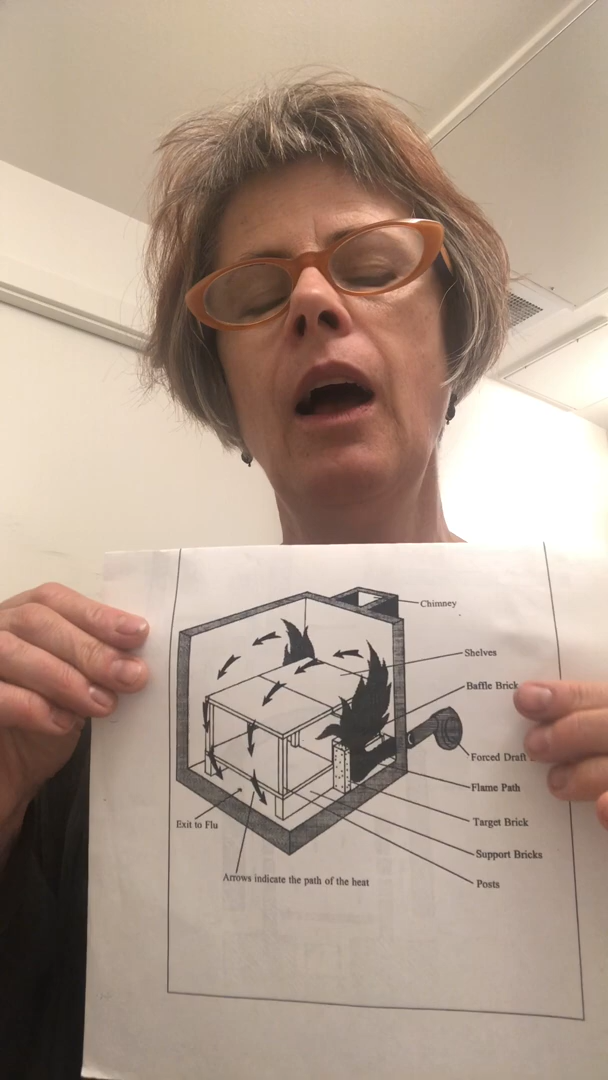 Chimney
Shelves
Baffle Brick
Forced Draft
Flame Path
Target Brick
Exit to Flu
Support Bricks
Arrows indicate the path of the heat
Posts